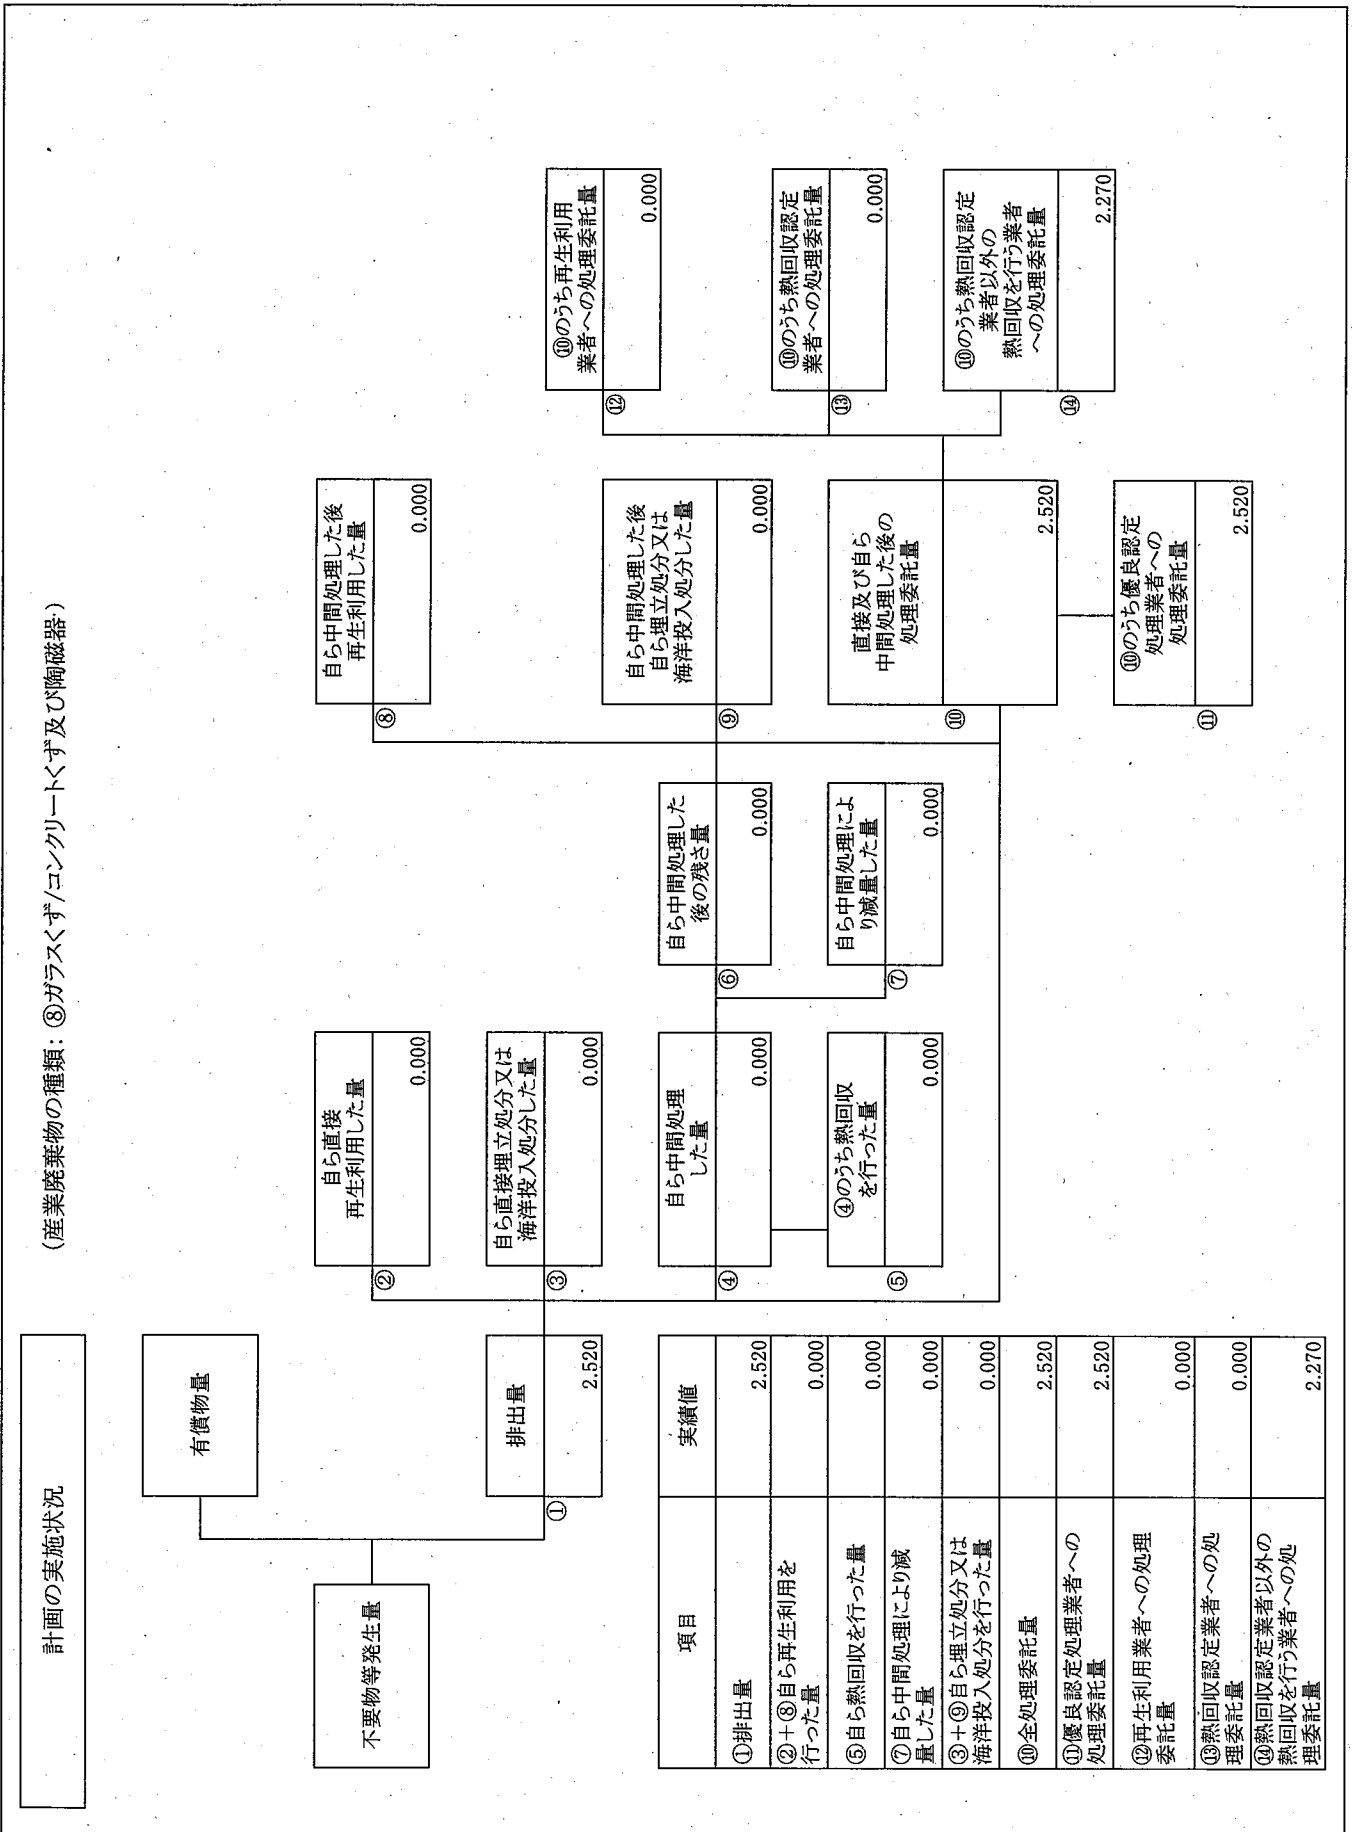 計画の実施状況
(産業廃棄物の種類: ⑧ガラスくず/コンクリートくず及び陶磁器)
不要物等発生量
有償物量
①
排出量
2.520
②
自ら直接
再生利用した量
0.000
③
自ら直接埋立処分又は
海洋投入処分した量
0.000
④
自ら中間処理
した量
0.000
⑤
④のうち熱回収
を行った量
0.000
⑥
自ら中間処理した
後の残さ量
0.000
⑦
自ら中間処理によ
り減量した量
0.000
⑧
自ら中間処理した後
再生利用した量
0.000
⑨
自ら中間処理した後
自ら埋立処分又は
海洋投入処分した量
0.000
⑩
直接及び自ら
中間処理した後の
処理委託量
2.520
⑪
⑩のうち優良認定
処理業者への
処理委託量
2.520
⑫
⑩のうち再生利用
業者への処理委託量
0.000
⑬
⑩のうち熱回収認定
業者への処理委託量
0.000
⑭
⑩のうち熱回収認定
業者以外の
熱回収を行う業者
への処理委託量
2.270
項目 実績値
①排出量 2.520
②+⑧自ら再生利用を
行った量 0.000
⑤自ら熱回収を行った量 0.000
⑦自ら中間処理により減
量した量 0.000
③+⑨自ら埋立処分又は
海洋投入処分を行った量 0.000
⑩全処理委託量 2.520
⑪優良認定処理業者への
処理委託量 2.520
⑫再生利用業者への処理
委託量 0.000
⑬熱回収認定業者への処
理委託量 0.000
⑭熱回収認定業者以外の
熱回収を行う業者への処
理委託量 2.270